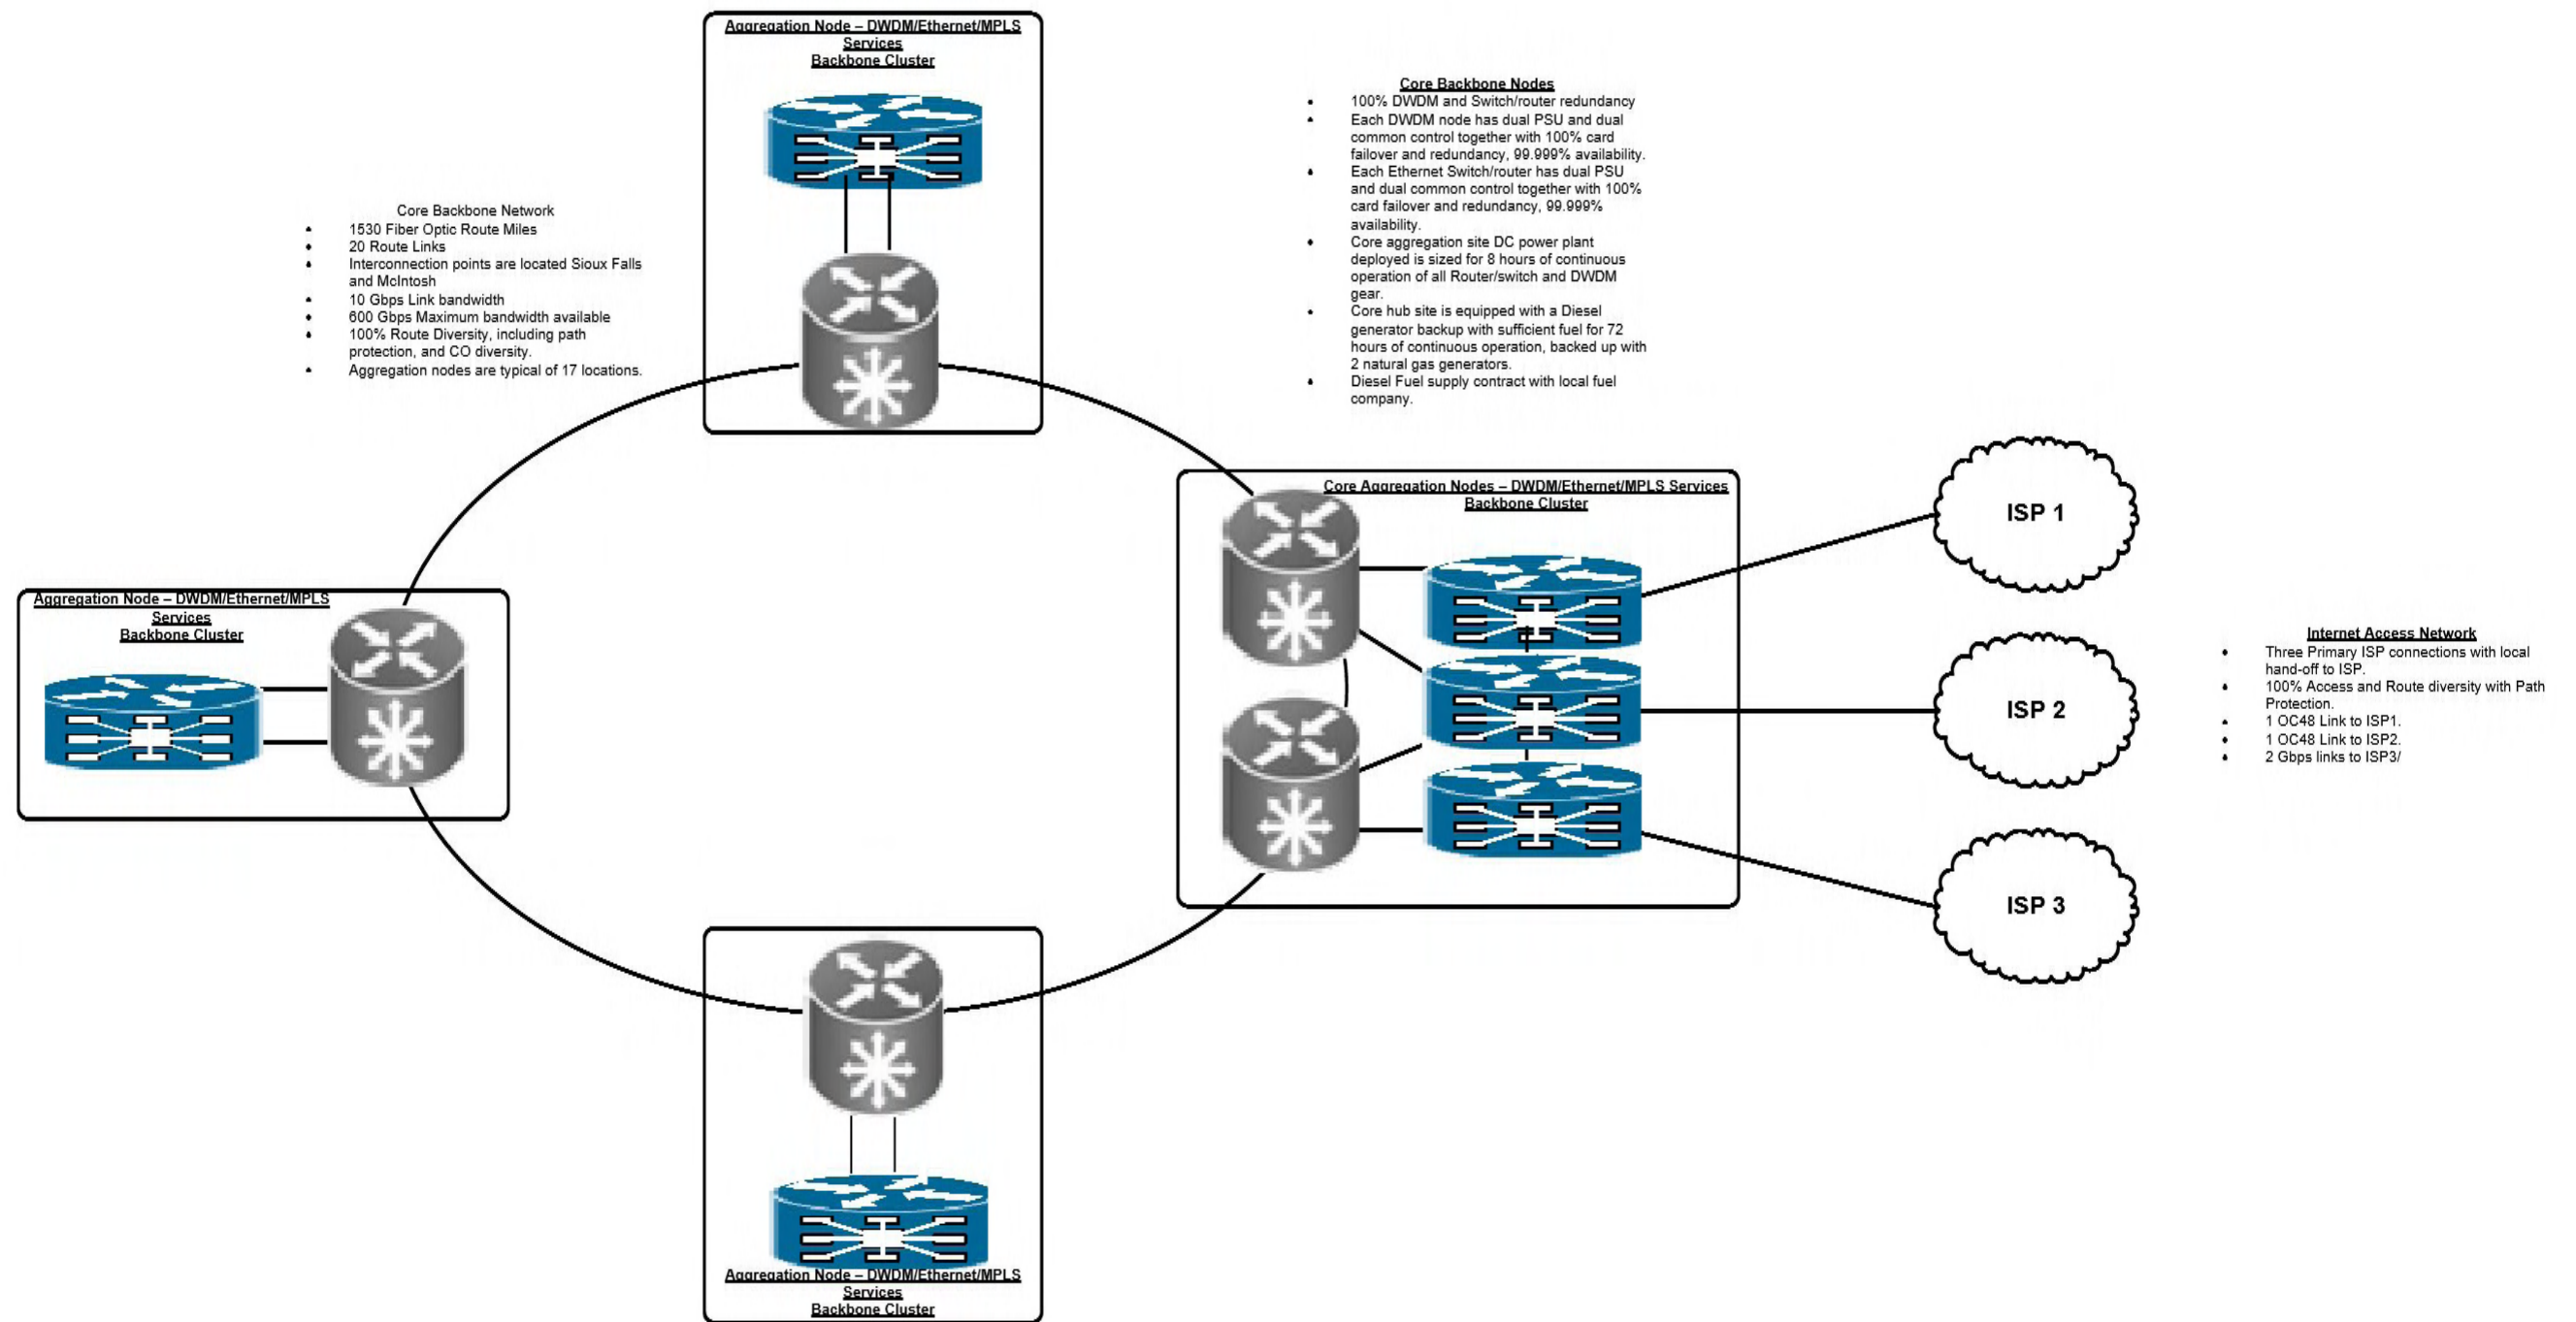 Aggregation Node – DWDM/Ethernet/MPLS
Services
Backbone Cluster
Core Backbone Nodes
• 100% DWDM and Switch/router redundancy
• Each DWDM node has dual PSU and dual
common control together with 100% card
failover and redundancy, 99.999% availability.
• Each Ethernet Switch/router has dual PSU
and dual common control together with 100%
card failover and redundancy, 99.999%
availability.
• Core aggregation site DC power plant
deployed is sized for 8 hours of continuous
operation of all Router/switch and DWDM
gear.
• Core hub site is equipped with a Diesel
generator backup with sufficient fuel for 72
hours of continuous operation, backed up with
2 natural gas generators.
• Diesel Fuel supply contract with local fuel
company.
Core Backbone Network
• 1530 Fiber Optic Route Miles
• 20 Route Links
• Interconnection points are located Sioux Falls
and McIntosh
• 10 Gbps Link bandwidth
• 600 Gbps Maximum bandwidth available
• 100% Route Diversity, including path
protection, and CO diversity.
• Aggregation nodes are typical of 17 locations.
Core Aggregation Nodes – DWDM/Ethernet/MPLS Services
Backbone Cluster
ISP 1
ISP 2
ISP 3
Aggregation Node – DWDM/Ethernet/MPLS
Services
Backbone Cluster
Internet Access Network
• Three Primary ISP connections with local
hand-off to ISP.
• 100% Access and Route diversity with Path
Protection.
• 1 OC48 Link to ISP1.
• 1 OC48 Link to ISP2.
• 2 Gbps links to ISP3/
Aggregation Node – DWDM/Ethernet/MPLS
Services
Backbone Cluster